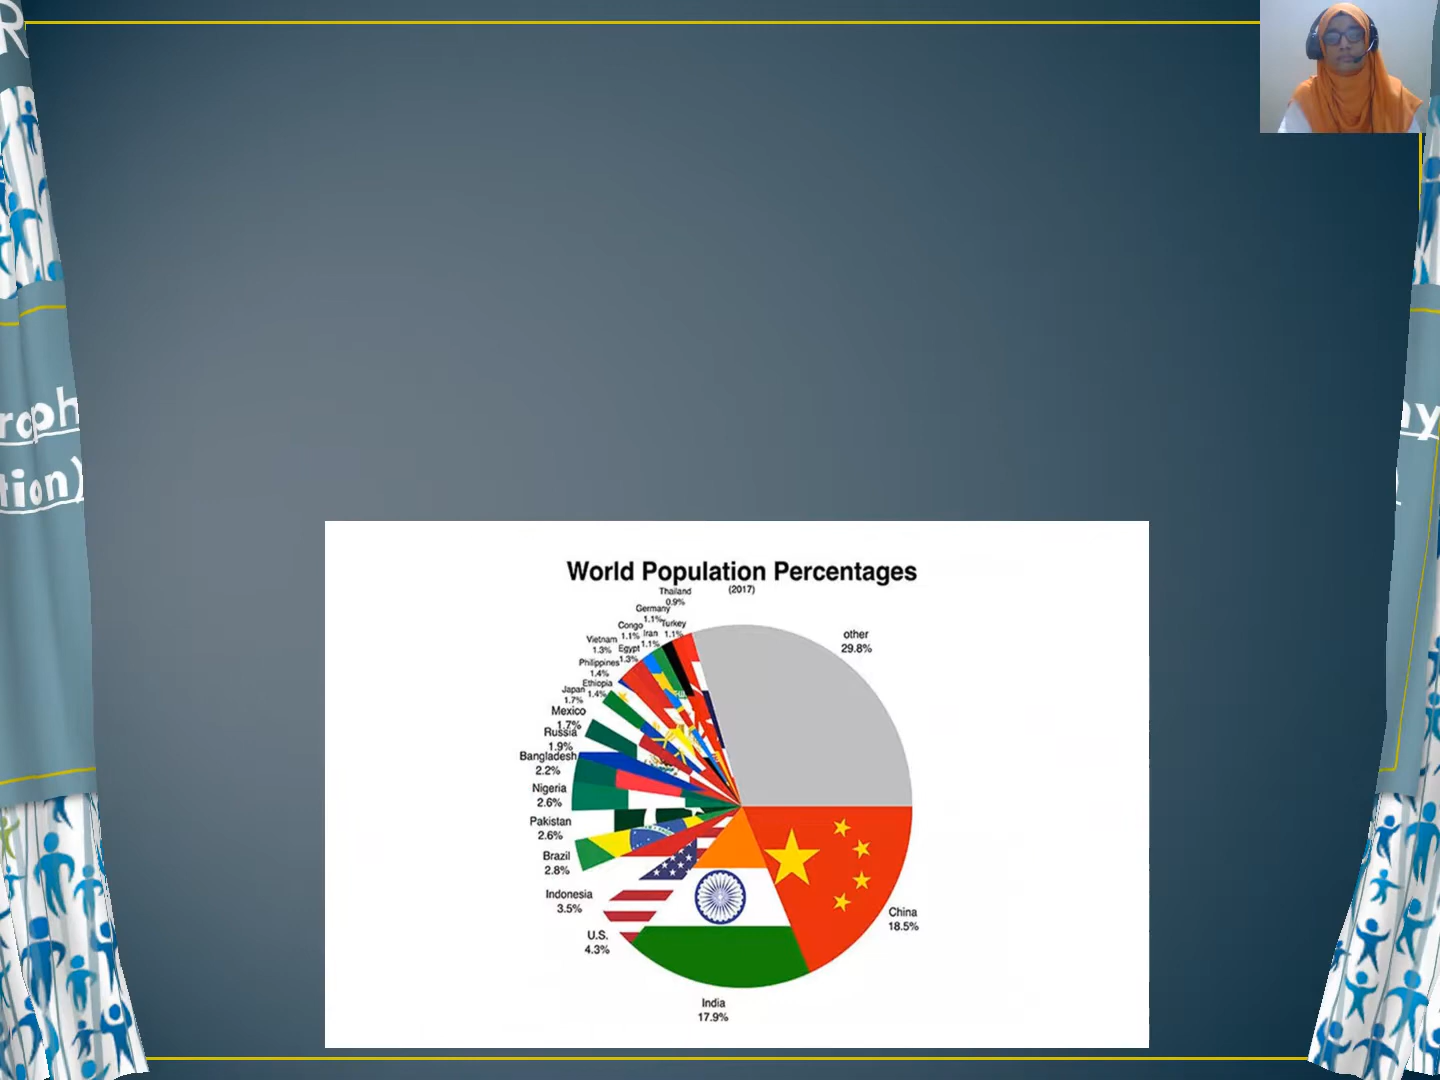 R
raph
tion)
ny
World Population Percentages
(2017)
Thailand
0.9%
Germany
1.1%
Turkey
1.1%
Congo
1.1%
Iran
1.1%
Vietnam
1.3%
Egypt
1.3%
Philippines
1.4%
Ethiopia
1.4%
Japan
1.7%
Mexico
1.7%
Russia
1.9%
Bangladesh
2.2%
Nigeria
2.6%
Pakistan
2.6%
Brazil
2.8%
Indonesia
3.5%
U.S.
4.3%
India
17.9%
China
18.5%
other
29.8%